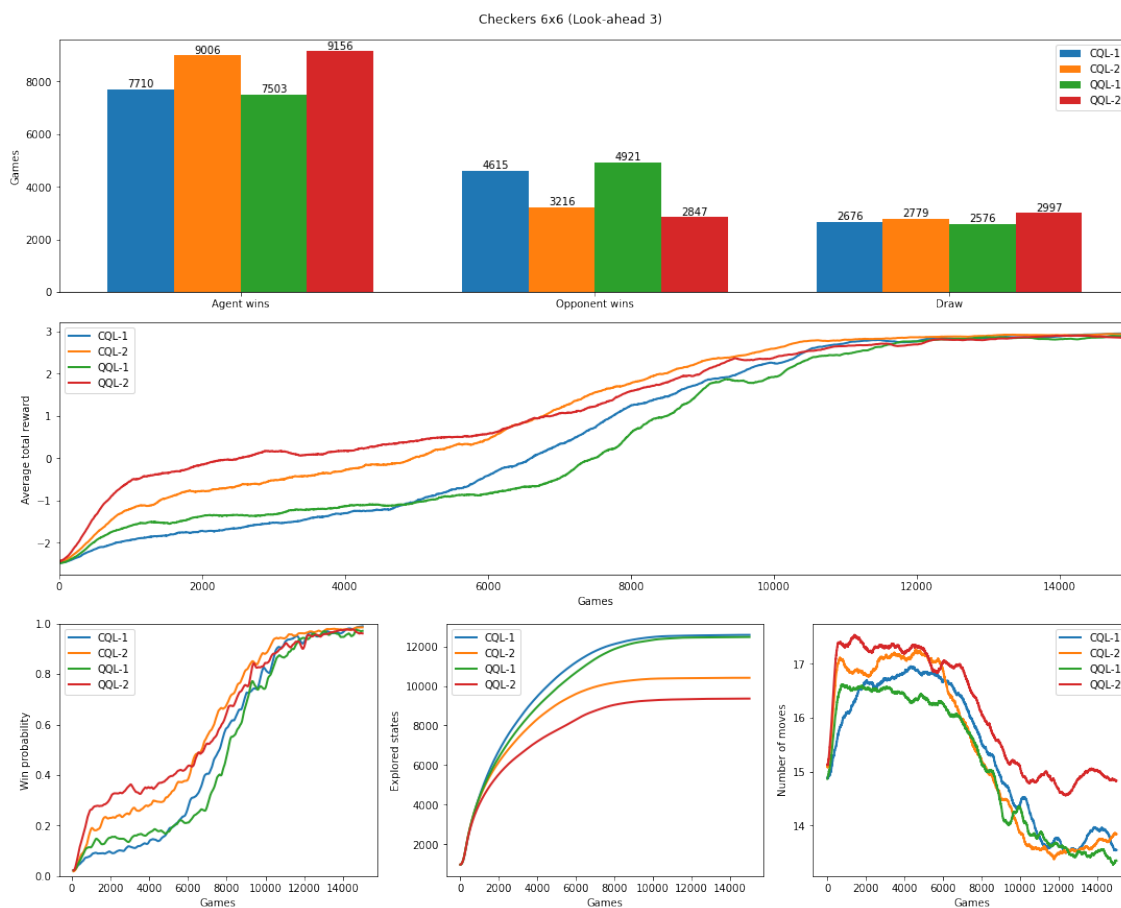 Checkers 6x6 (Look-ahead 3)
Games
8000
6000
4000
2000
0
7710
9006
7503
9156
4615
3216
4921
2847
2676
2779
2576
2997
CQL-1
CQL-2
QQL-1
QQL-2
Agent wins
Opponent wins
Draw
Average total reward
3
2
1
0
−1
−2
CQL-1
CQL-2
QQL-1
QQL-2
0 2000 4000 6000 8000 10000 12000 14000
Games
Win probability
1.0
0.8
0.6
0.4
0.2
0.0
CQL-1
CQL-2
QQL-1
QQL-2
0 2000 4000 6000 8000 10000 12000 14000
Games
Explored states
12000
10000
8000
6000
4000
2000
CQL-1
CQL-2
QQL-1
QQL-2
0 2000 4000 6000 8000 10000 12000 14000
Games
Number of moves
17
16
15
14
CQL-1
CQL-2
QQL-1
QQL-2
0 2000 4000 6000 8000 10000 12000 14000
Games